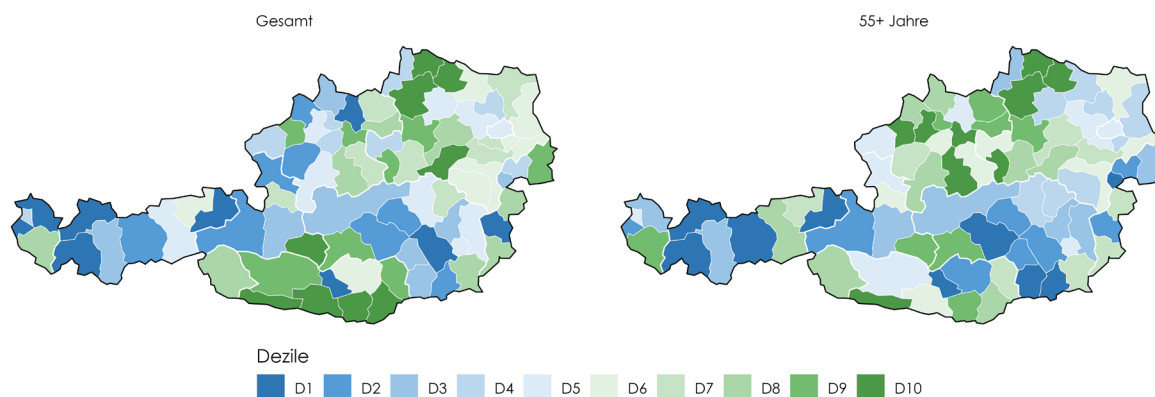 Gesamt
55+ Jahre
Dezile
D1 D2 D3 D4 D5 D6 D7 D8 D9 D10